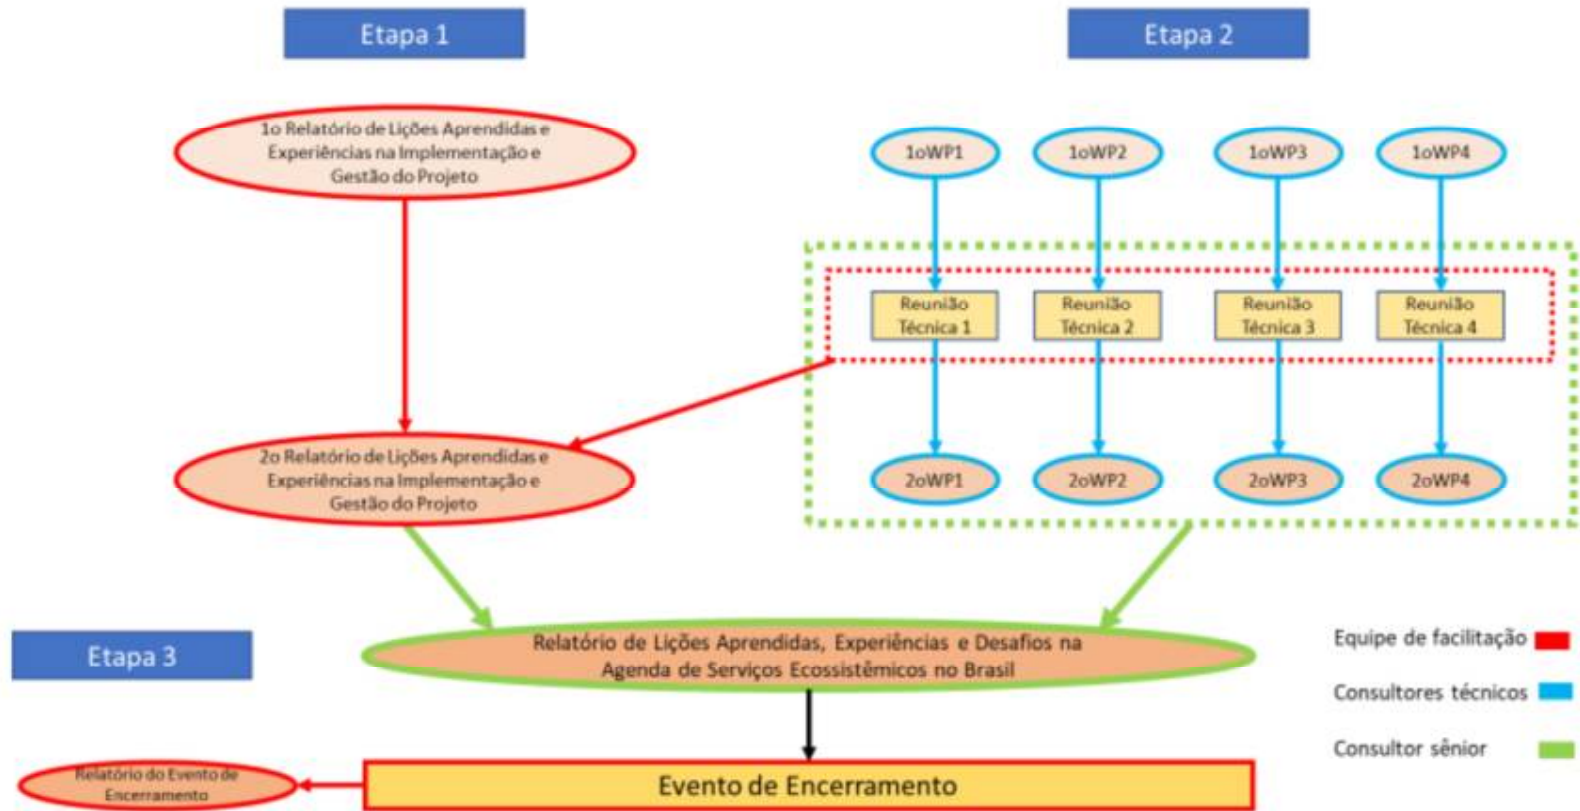 Etapa 1
Etapa 2
1o Relatório de Lições Aprendidas e
Experiências na Implementação e
Gestão do Projeto
1oWP1
1oWP2
1oWP3
1oWP4
Reunião
Técnica 1
Reunião
Técnica 2
Reunião
Técnica 3
Reunião
Técnica 4
2o Relatório de Lições Aprendidas e
Experiências na Implementação e
Gestão do Projeto
2oWP1
2oWP2
2oWP3
2oWP4
Etapa 3
Relatório de Lições Aprendidas, Experiências e Desafios na
Agenda de Serviços Ecossistêmicos no Brasil
Equipe de facilitação
Consultores técnicos
Consultor sênior
Relatório do Evento de
Encerramento
Evento de Encerramento